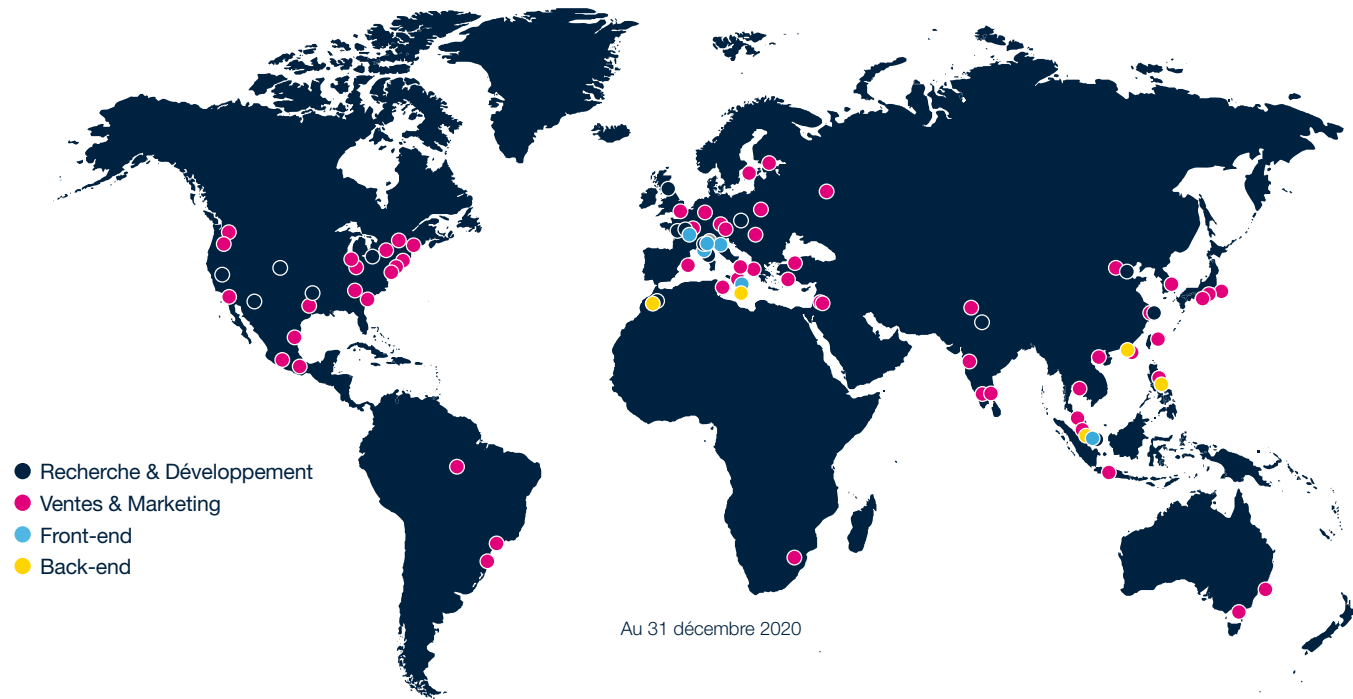 Recherche & Développement
Ventes & Marketing
Front-end
Back-end
Au 31 décembre 2020